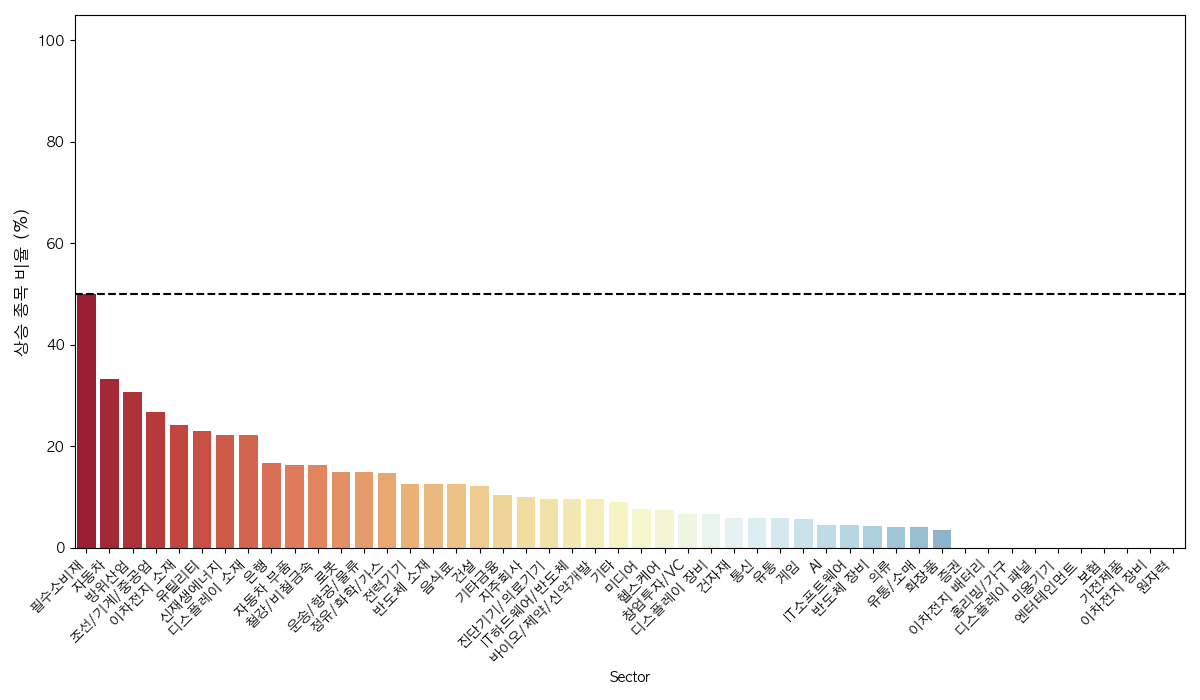 100
80
60
40
20
0
상승 종목 비율 (%)
필수소비재
자동차
방위산업
조선/기계/중공업
이차전지 소재
유틸리티
신재생에너지
디스플레이 소재
은행
자동차 부품
철강/비철금속
로봇
운송/항공/물류
정유/화학/가스
전력기기
반도체 소재
음식료
건설
기타금융
지주회사
진단기기/의료기기
IT하드웨어/반도체
바이오/제약/신약개발
기타
미디어
헬스케어
창업투자/VC
디스플레이 장비
건자재
통신
유통
게임
AI
IT소프트웨어
반도체 장비
의류
유통/소매
화장품
증권
이차전지 배터리
홈리빙/가구
디스플레이 패널
미용기기
엔터테인먼트
보험
가전제품
이차전지 장비
원자력
Sector